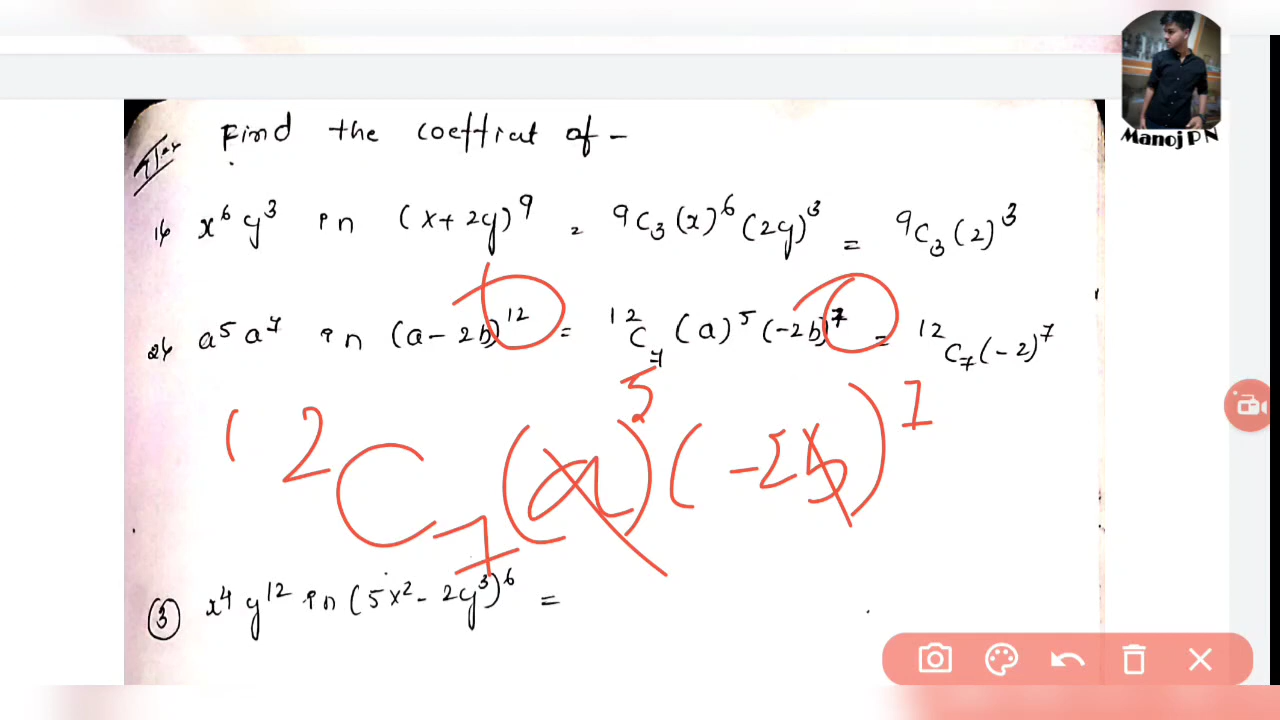 Manoj P N
Find the coeffict of -
1) x⁶ y³ in (x + 2y)⁹ = ⁹C₃ (x)⁶ (2y)³ = ⁹C₃ (2)³
2) a⁵ a⁷ in (a - 2b)¹² = ¹²C₇ (a)⁵ (-2b)⁷ = ¹²C₇ (-2)⁷
¹²C₇ (a)⁵ (-2b)⁷
③ x⁴ y¹² in (5x² - 2y³)⁶ =